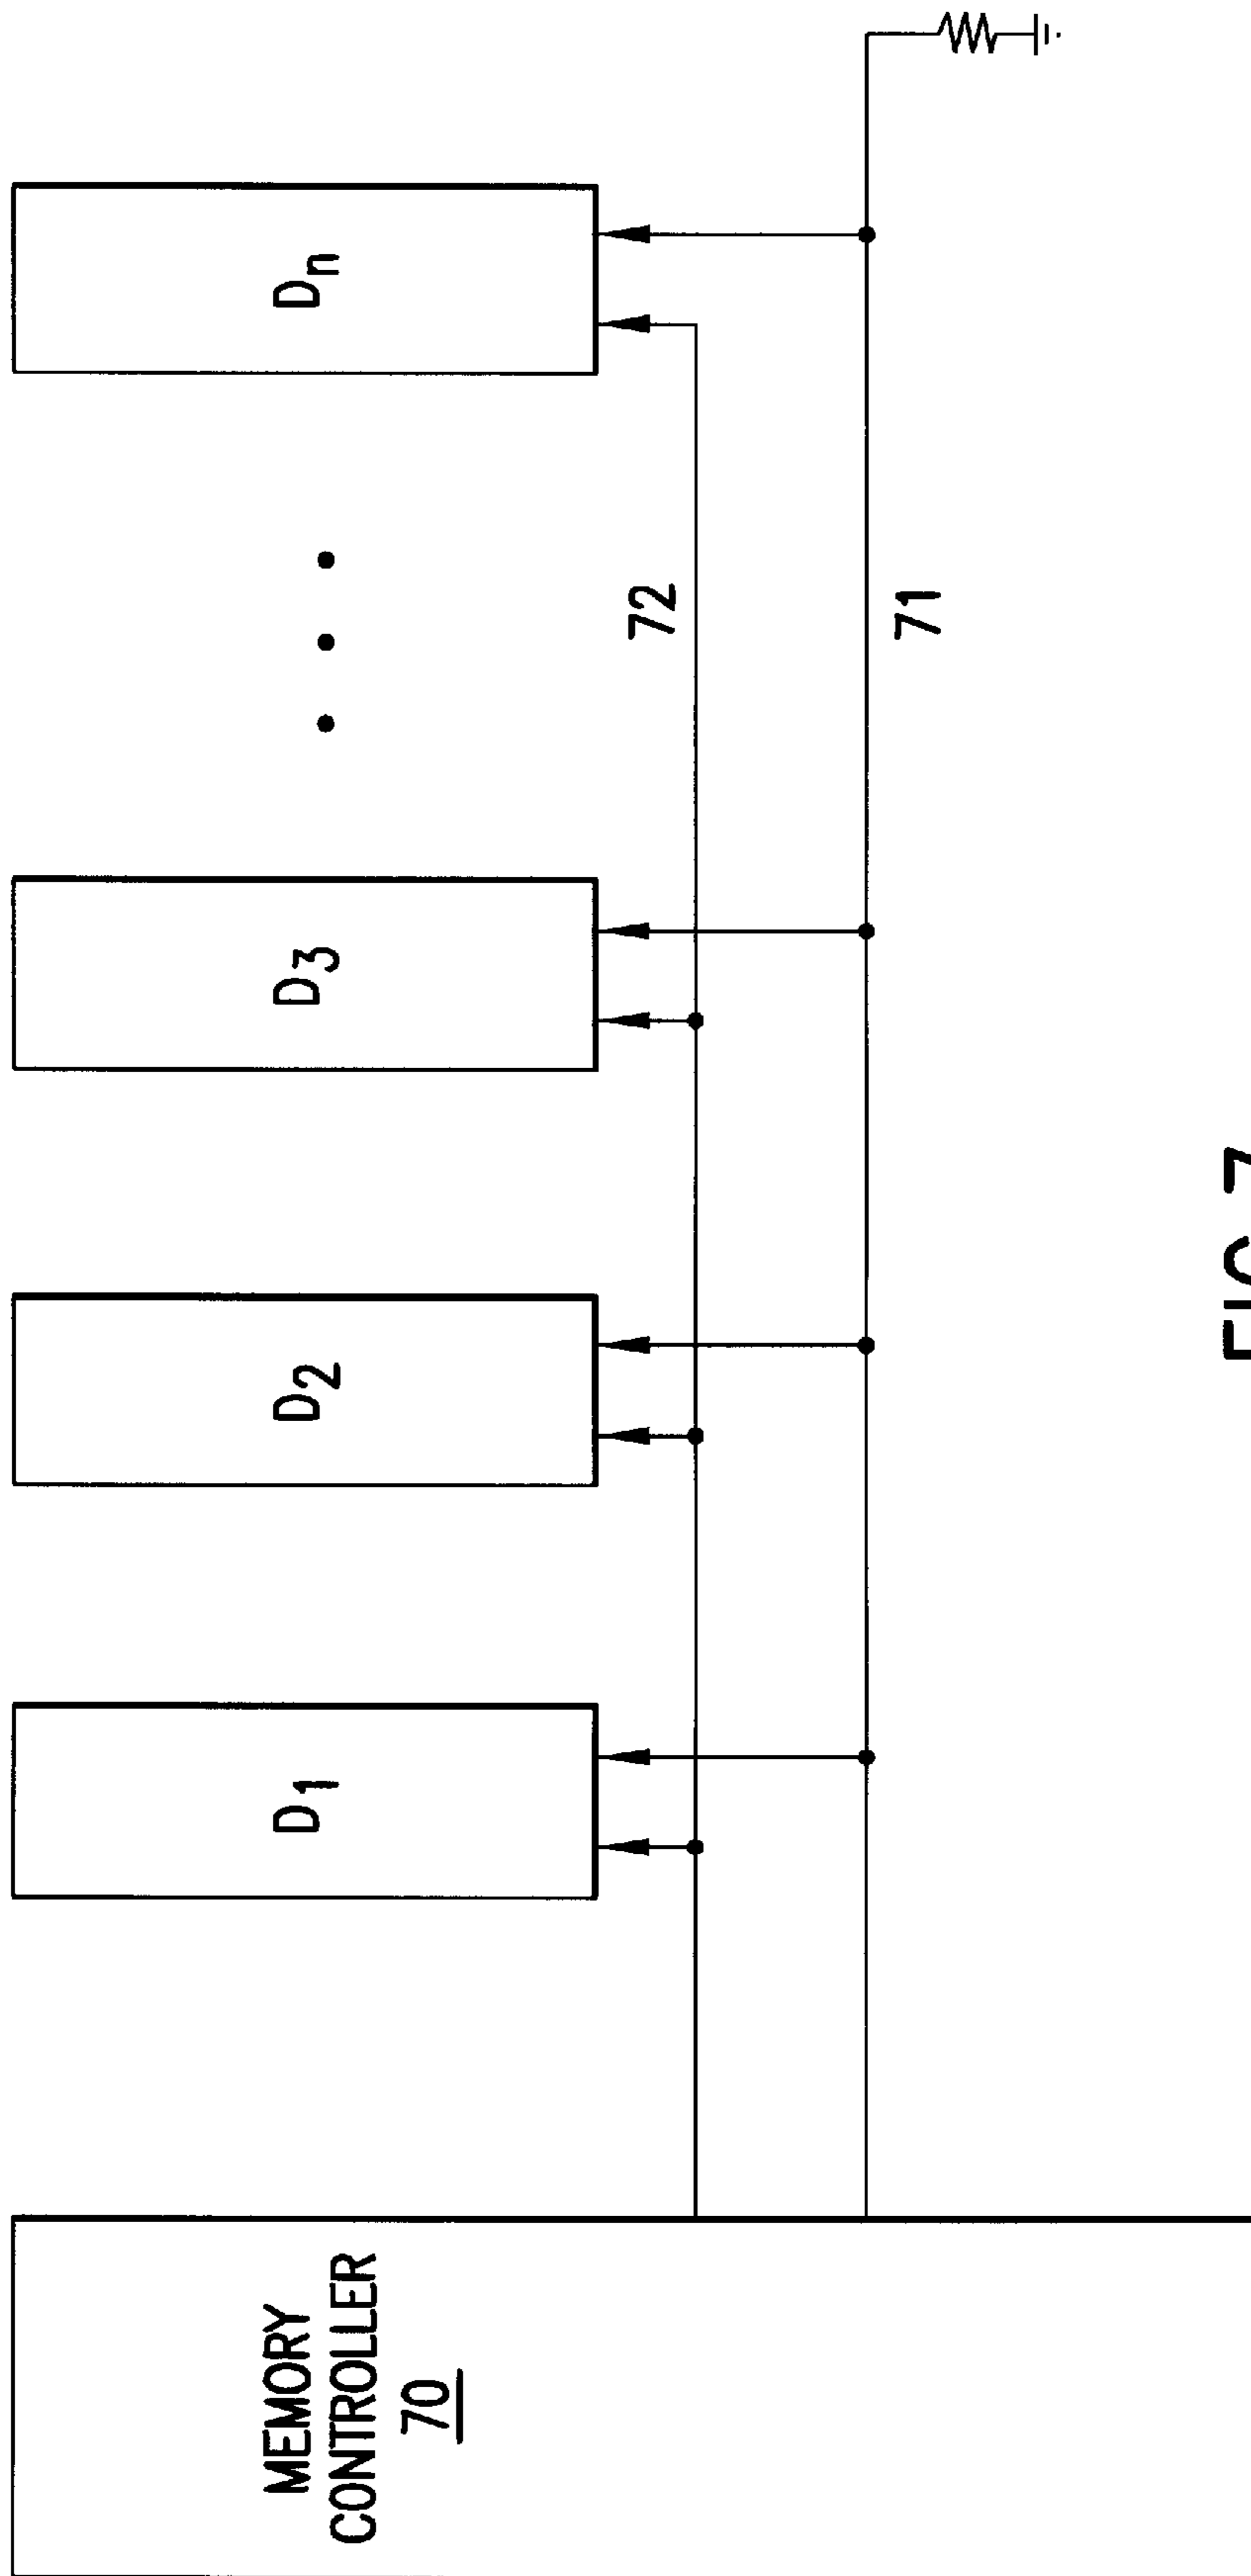 MEMORY
CONTROLLER
70
D1
D2
D3
Dn
72
71